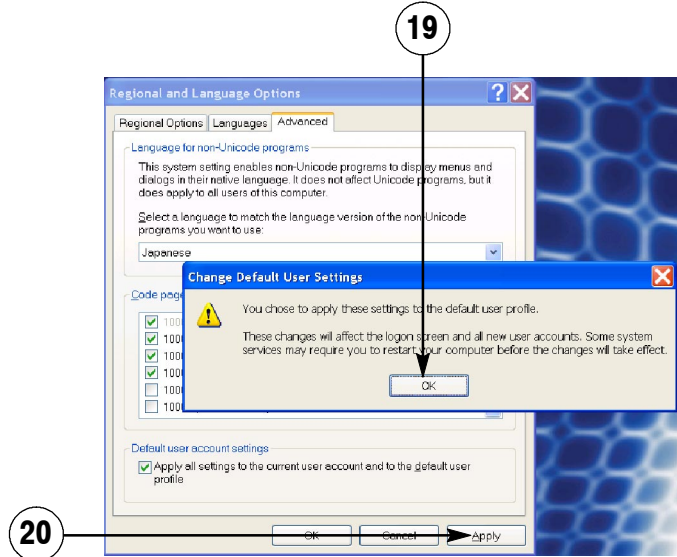 19
Regional and Language Options
Regional Options Languages Advanced
Language for non-Unicode programs
This system setting enables non-Unicode programs to display menus and
dialogs in their native language. It does not affect Unicode programs, but it
does apply to all users of this computer.
Select a language to match the language version of the non-Unicode
programs you want to use:
Japanese
Change Default User Settings
You chose to apply these settings to the default user profile.
These changes will affect the logon screen and all new user accounts. Some system
services may require you to restart your computer before the changes will take effect.
OK
Code page
1000
1000
1000
1000
Default user account settings
Apply all settings to the current user account and to the default user
profile
20
OK Cancel Apply